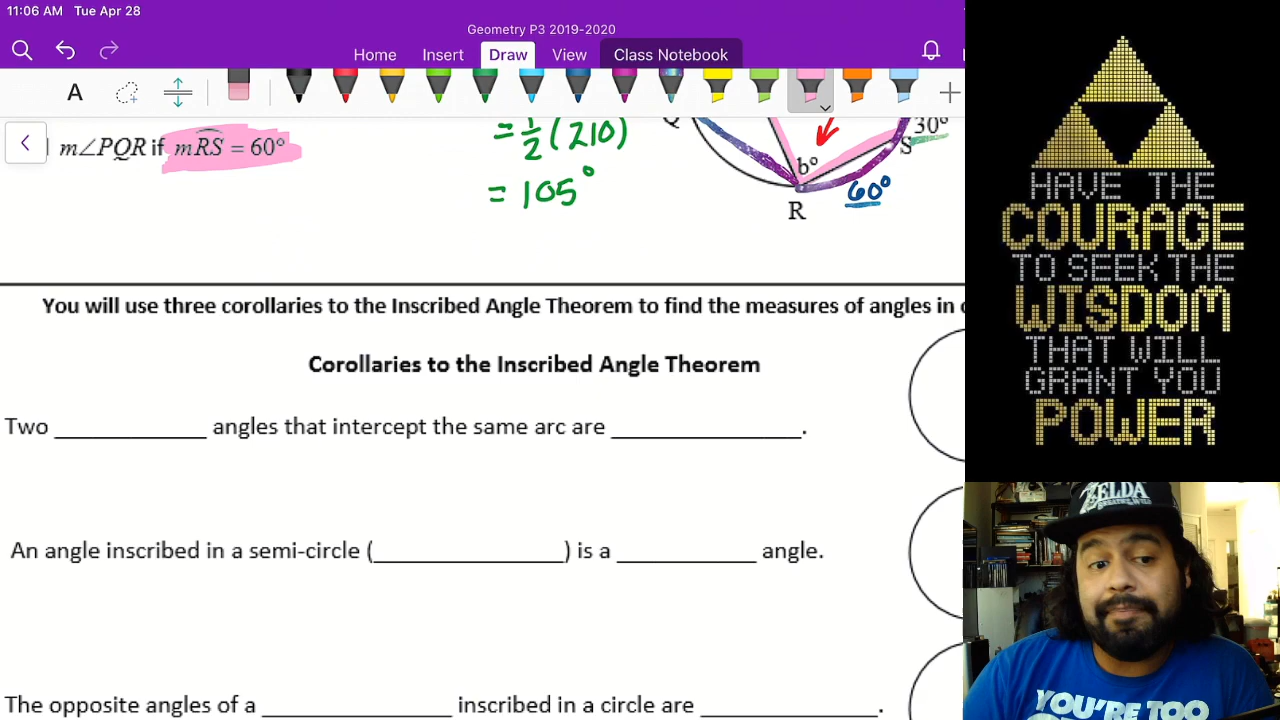 11:06 AM Tue Apr 28
Geometry P3 2019-2020
Home Insert Draw View Class Notebook
A
m∠PQR if mRS = 60°
= 1/2 (210)
= 105°
Q
b°
30°
S
60°
R
You will use three corollaries to the Inscribed Angle Theorem to find the measures of angles in
Corollaries to the Inscribed Angle Theorem
Two ____________ angles that intercept the same arc are _______________.
An angle inscribed in a semi-circle (_______________) is a ___________ angle.
The opposite angles of a _______________ inscribed in a circle are ______________.
HAVE THE
COURAGE
TO SEEK THE
WISDOM
THAT WILL
GRANT YOU
POWER
ZELDA
YOU'RE TOO